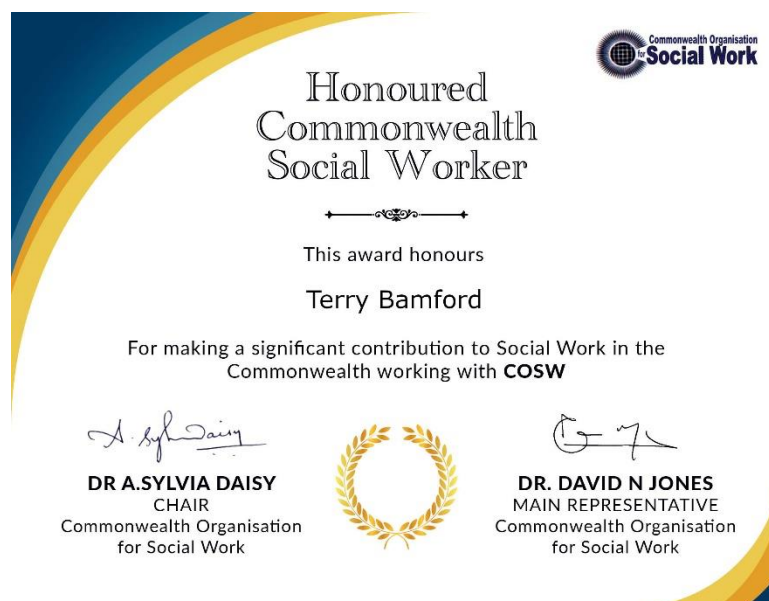 Commonwealth Organisation
for Social Work
Honoured
Commonwealth
Social Worker
This award honours
Terry Bamford
For making a significant contribution to Social Work in the
Commonwealth working with COSW
A. Sylvia Daisy
DR A.SYLVIA DAISY
CHAIR
Commonwealth Organisation
for Social Work
DR. DAVID N JONES
MAIN REPRESENTATIVE
Commonwealth Organisation
for Social Work